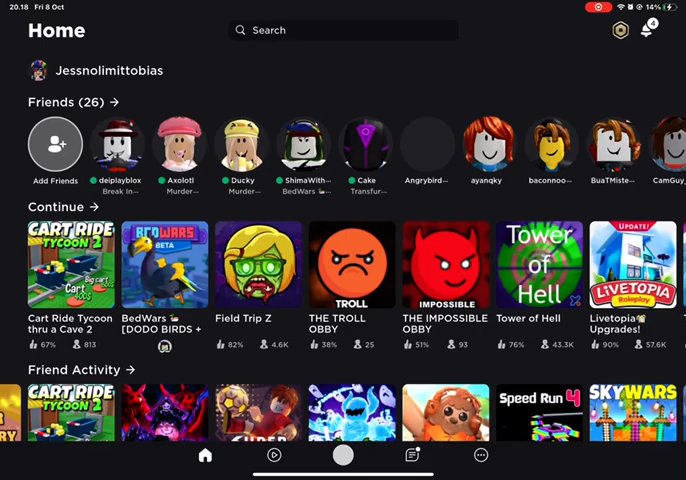 20.18 Fri 8 Oct
14%
Home
Search
4
Jessnolimittobias
Friends (26) →
Add Friends
deiplayblox
Break In...
Axolotl
Murder...
Ducky
Murder...
ShimaWith...
BedWars
Cake
Transfur...
Angrybird...
ayanqky
baconnoo...
BuaTMiste...
CamGuy_
Continue →
CART RIDE
TYCOON 2
Big cart
Cart 400$
BEDWARS
BETA
TROLL
IMPOSSIBLE
Tower
of
Hell
UPDATE!
LiVETOPiA
Roleplay
Cart Ride Tycoon
thru a Cave 2
67% 813
BedWars
[DODO BIRDS +
Field Trip Z
82% 4.6K
THE TROLL
OBBY
38% 25
THE IMPOSSIBLE
OBBY
51% 93
Tower of Hell
76% 43.3K
Livetopia
Upgrades!
90% 57.6K
Friend Activity →
CART RIDE
TYCOON 2
Speed Run 4
SKYWARS